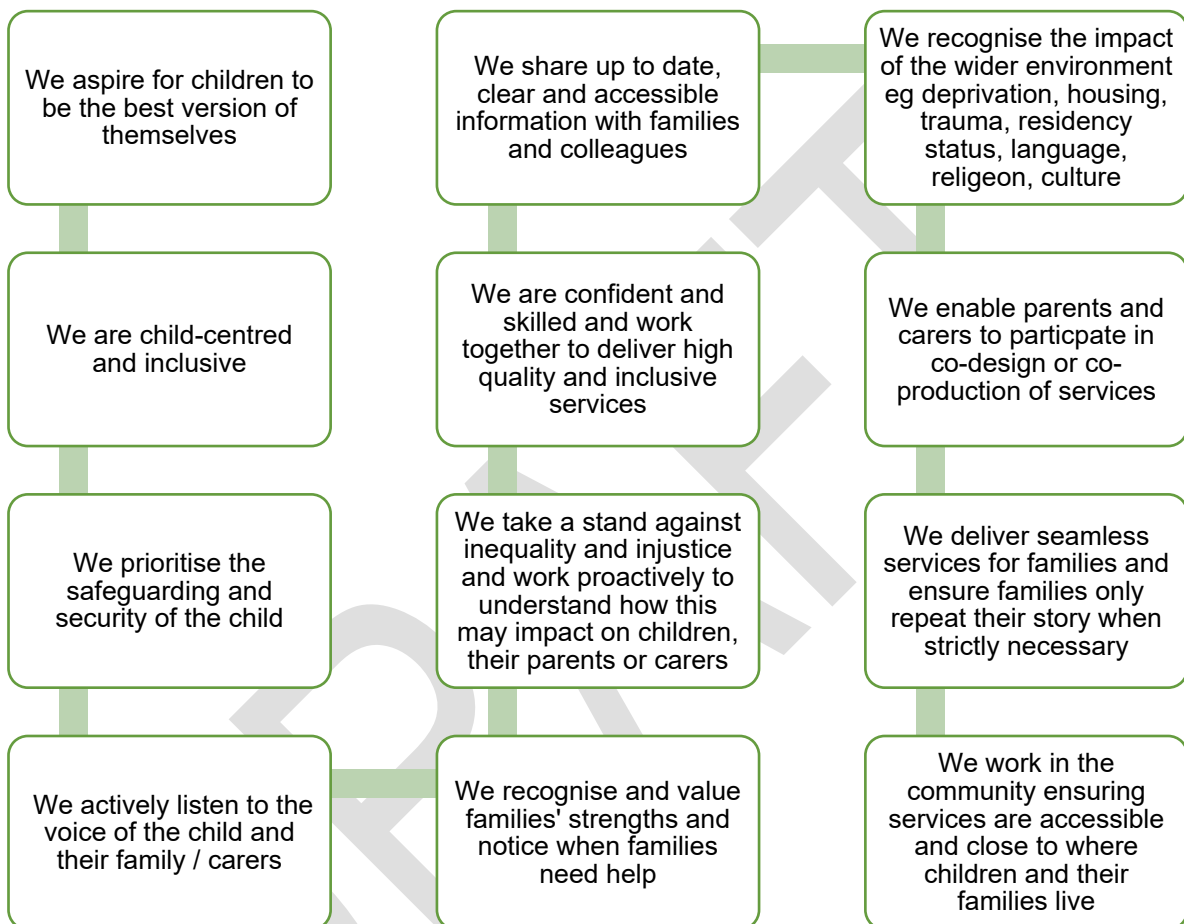 We aspire for children to
be the best version of
themselves
We are child-centred
and inclusive
We prioritise the
safeguarding and
security of the child
We actively listen to the
voice of the child and
their family / carers
We recognise and value
families' strengths and
notice when families
need help
We take a stand against
inequality and injustice
and work proactively to
understand how this
may impact on children,
their parents or carers
We are confident and
skilled and work
together to deliver high
quality and inclusive
services
We share up to date,
clear and accessible
information with families
and colleagues
We recognise the impact
of the wider environment
eg deprivation, housing,
trauma, residency
status, language,
religeon, culture
We enable parents and
carers to particpate in
co-design or co-
production of services
We deliver seamless
services for families and
ensure families only
repeat their story when
strictly necessary
We work in the
community ensuring
services are accessible
and close to where
children and their
families live
DRAFT